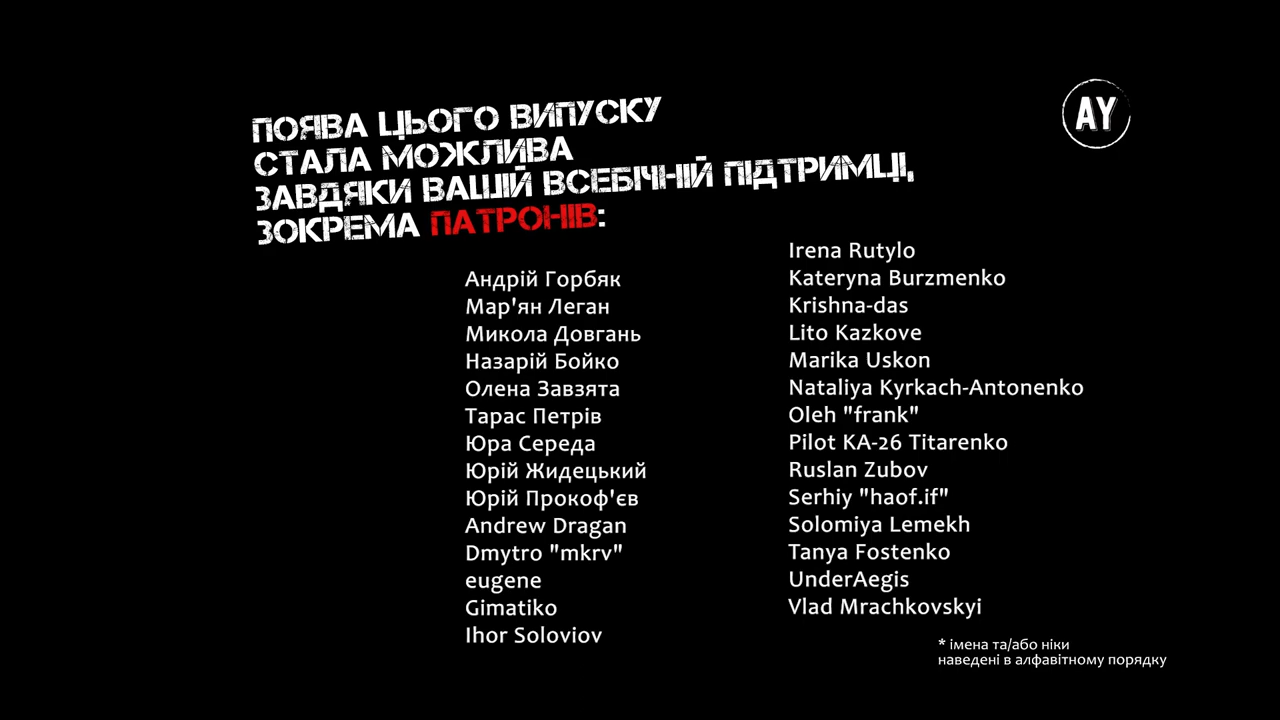 ПОЯВА ЦЬОГО ВИПУСКУ
СТАЛА МОЖЛИВА
ЗАВДЯКИ ВАШІЙ ВСЕБІЧНІЙ ПІДТРИМЦІ,
ЗОКРЕМА ПАТРОНІВ:
АУ
Андрій Горбяк
Мар'ян Леган
Микола Довгань
Назарій Бойко
Олена Завзята
Тарас Петрів
Юра Середа
Юрій Жидецький
Юрій Прокоф'єв
Andrew Dragan
Dmytro "mkrv"
eugene
Gimatiko
Ihor Soloviov
Irena Rutylo
Kateryna Burzmenko
Krishna-das
Lito Kazkove
Marika Uskon
Nataliya Kyrkach-Antonenko
Oleh "frank"
Pilot KA-26 Titarenko
Ruslan Zubov
Serhiy "haof.if"
Solomiya Lemekh
Tanya Fostenko
UnderAegis
Vlad Mrachkovskyi
* імена та/або ніки
наведені в алфавітному порядку